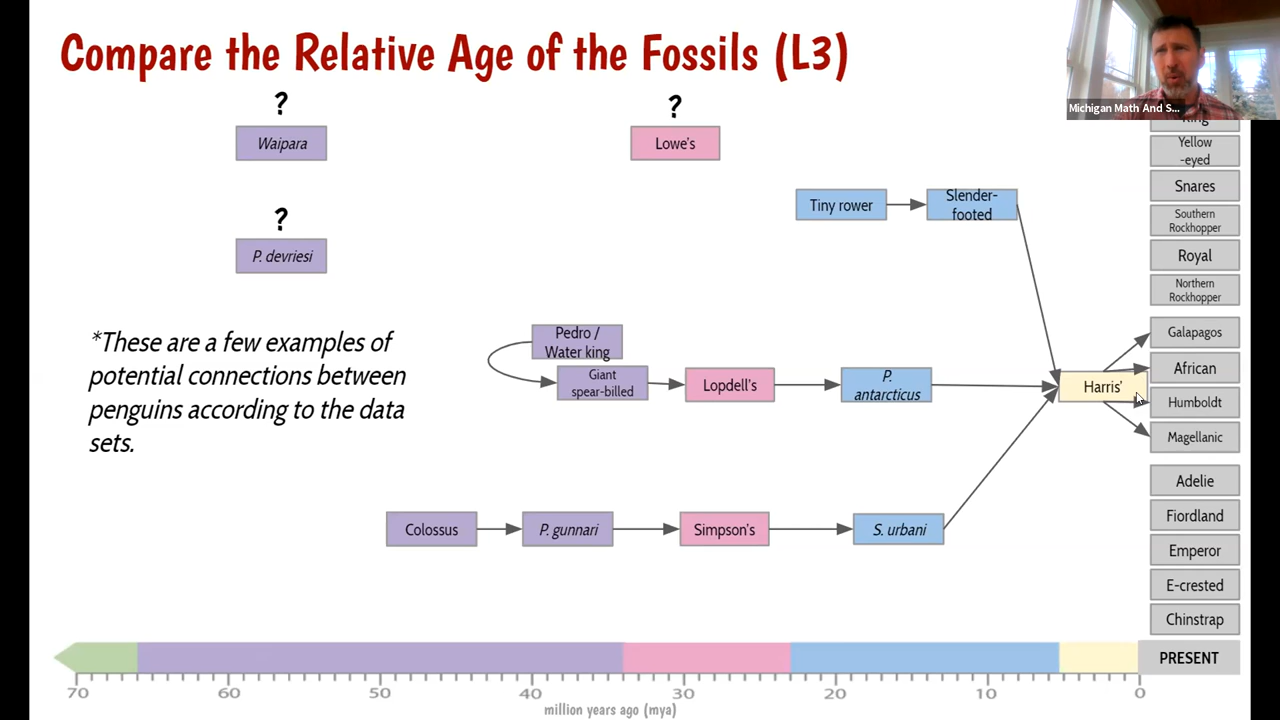 Compare the Relative Age of the Fossils (L3)
Michigan Math And S...
?
Waipara
?
Lowe's
King
Yellow
-eyed
Snares
Tiny rower
Slender-
footed
Southern
Rockhopper
?
P. devriesi
Royal
Northern
Rockhopper
*These are a few examples of
potential connections between
penguins according to the data
sets.
Pedro /
Water king
Giant
spear-billed
Lopdell's
P.
antarcticus
Harris'
Galapagos
African
Humboldt
Magellanic
Adelie
Colossus
P. gunnari
Simpson's
S. urbani
Fiordland
Emperor
E-crested
Chinstrap
PRESENT
70 60 50 40 30 20 10 0
million years ago (mya)